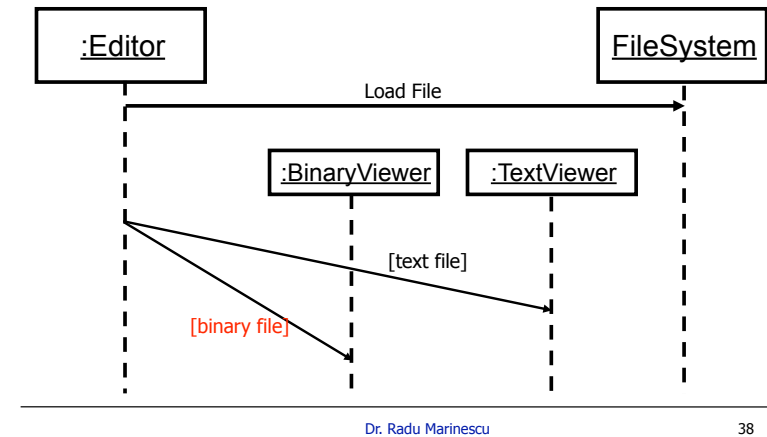 :Editor
FileSystem
Load File
:BinaryViewer
:TextViewer
[text file]
[binary file]
Dr. Radu Marinescu
38